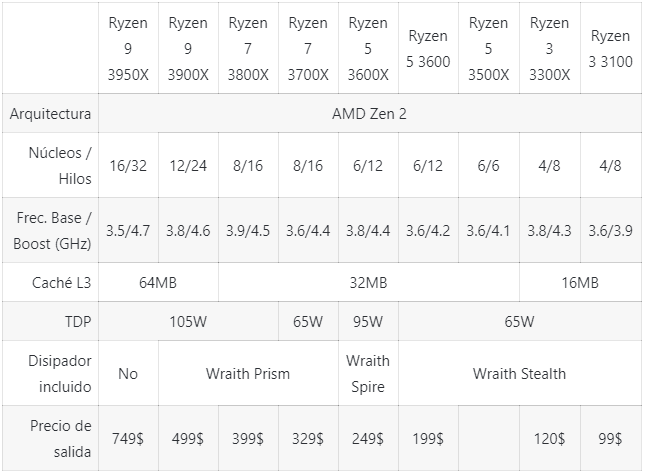 Ryzen 9 3950X Ryzen 9 3900X Ryzen 7 3800X Ryzen 7 3700X Ryzen 5 3600X Ryzen 5 3600 Ryzen 5 3500X Ryzen 3 3300X Ryzen 3 3100
Arquitectura AMD Zen 2
Núcleos / Hilos 16/32 12/24 8/16 8/16 6/12 6/12 6/6 4/8 4/8
Frec. Base / Boost (GHz) 3.5/4.7 3.8/4.6 3.9/4.5 3.6/4.4 3.8/4.4 3.6/4.2 3.6/4.1 3.8/4.3 3.6/3.9
Caché L3 64MB 32MB 16MB
TDP 105W 65W 95W 65W
Disipador incluido No Wraith Prism Wraith Spire Wraith Stealth
Precio de salida 749$ 499$ 399$ 329$ 249$ 199$ 120$ 99$